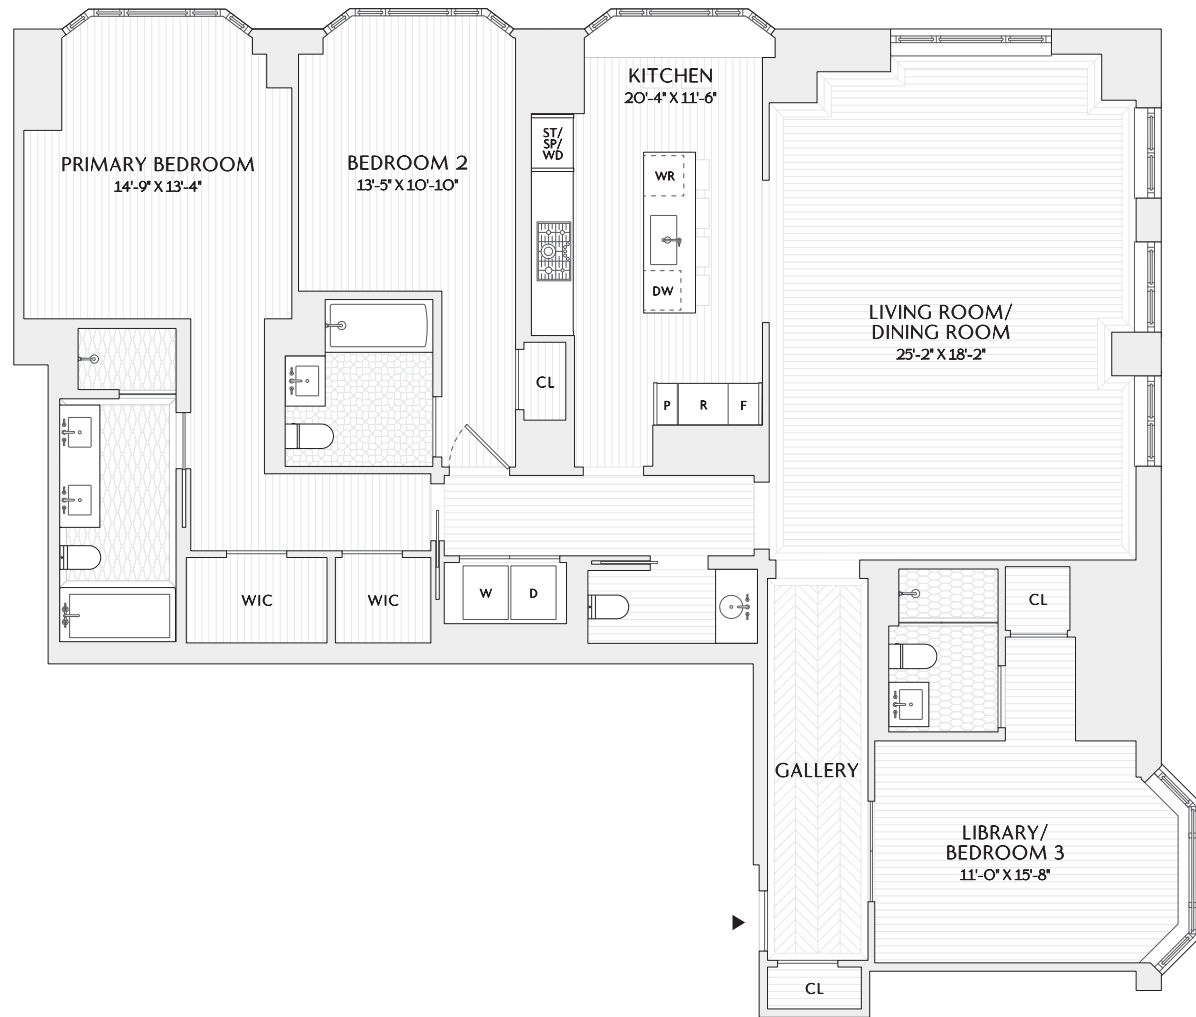 KITCHEN
20'-4" X 11'-6"
ST/
SP/
WD
PRIMARY BEDROOM
14'-9" X 13'-4"
BEDROOM 2
13'-5" X 10'-10"
WR
DW
LIVING ROOM/
DINING ROOM
25'-2" X 18'-2"
CL
P R F
WIC
WIC
W D
CL
GALLERY
LIBRARY/
BEDROOM 3
11'-0" X 15'-8"
CL